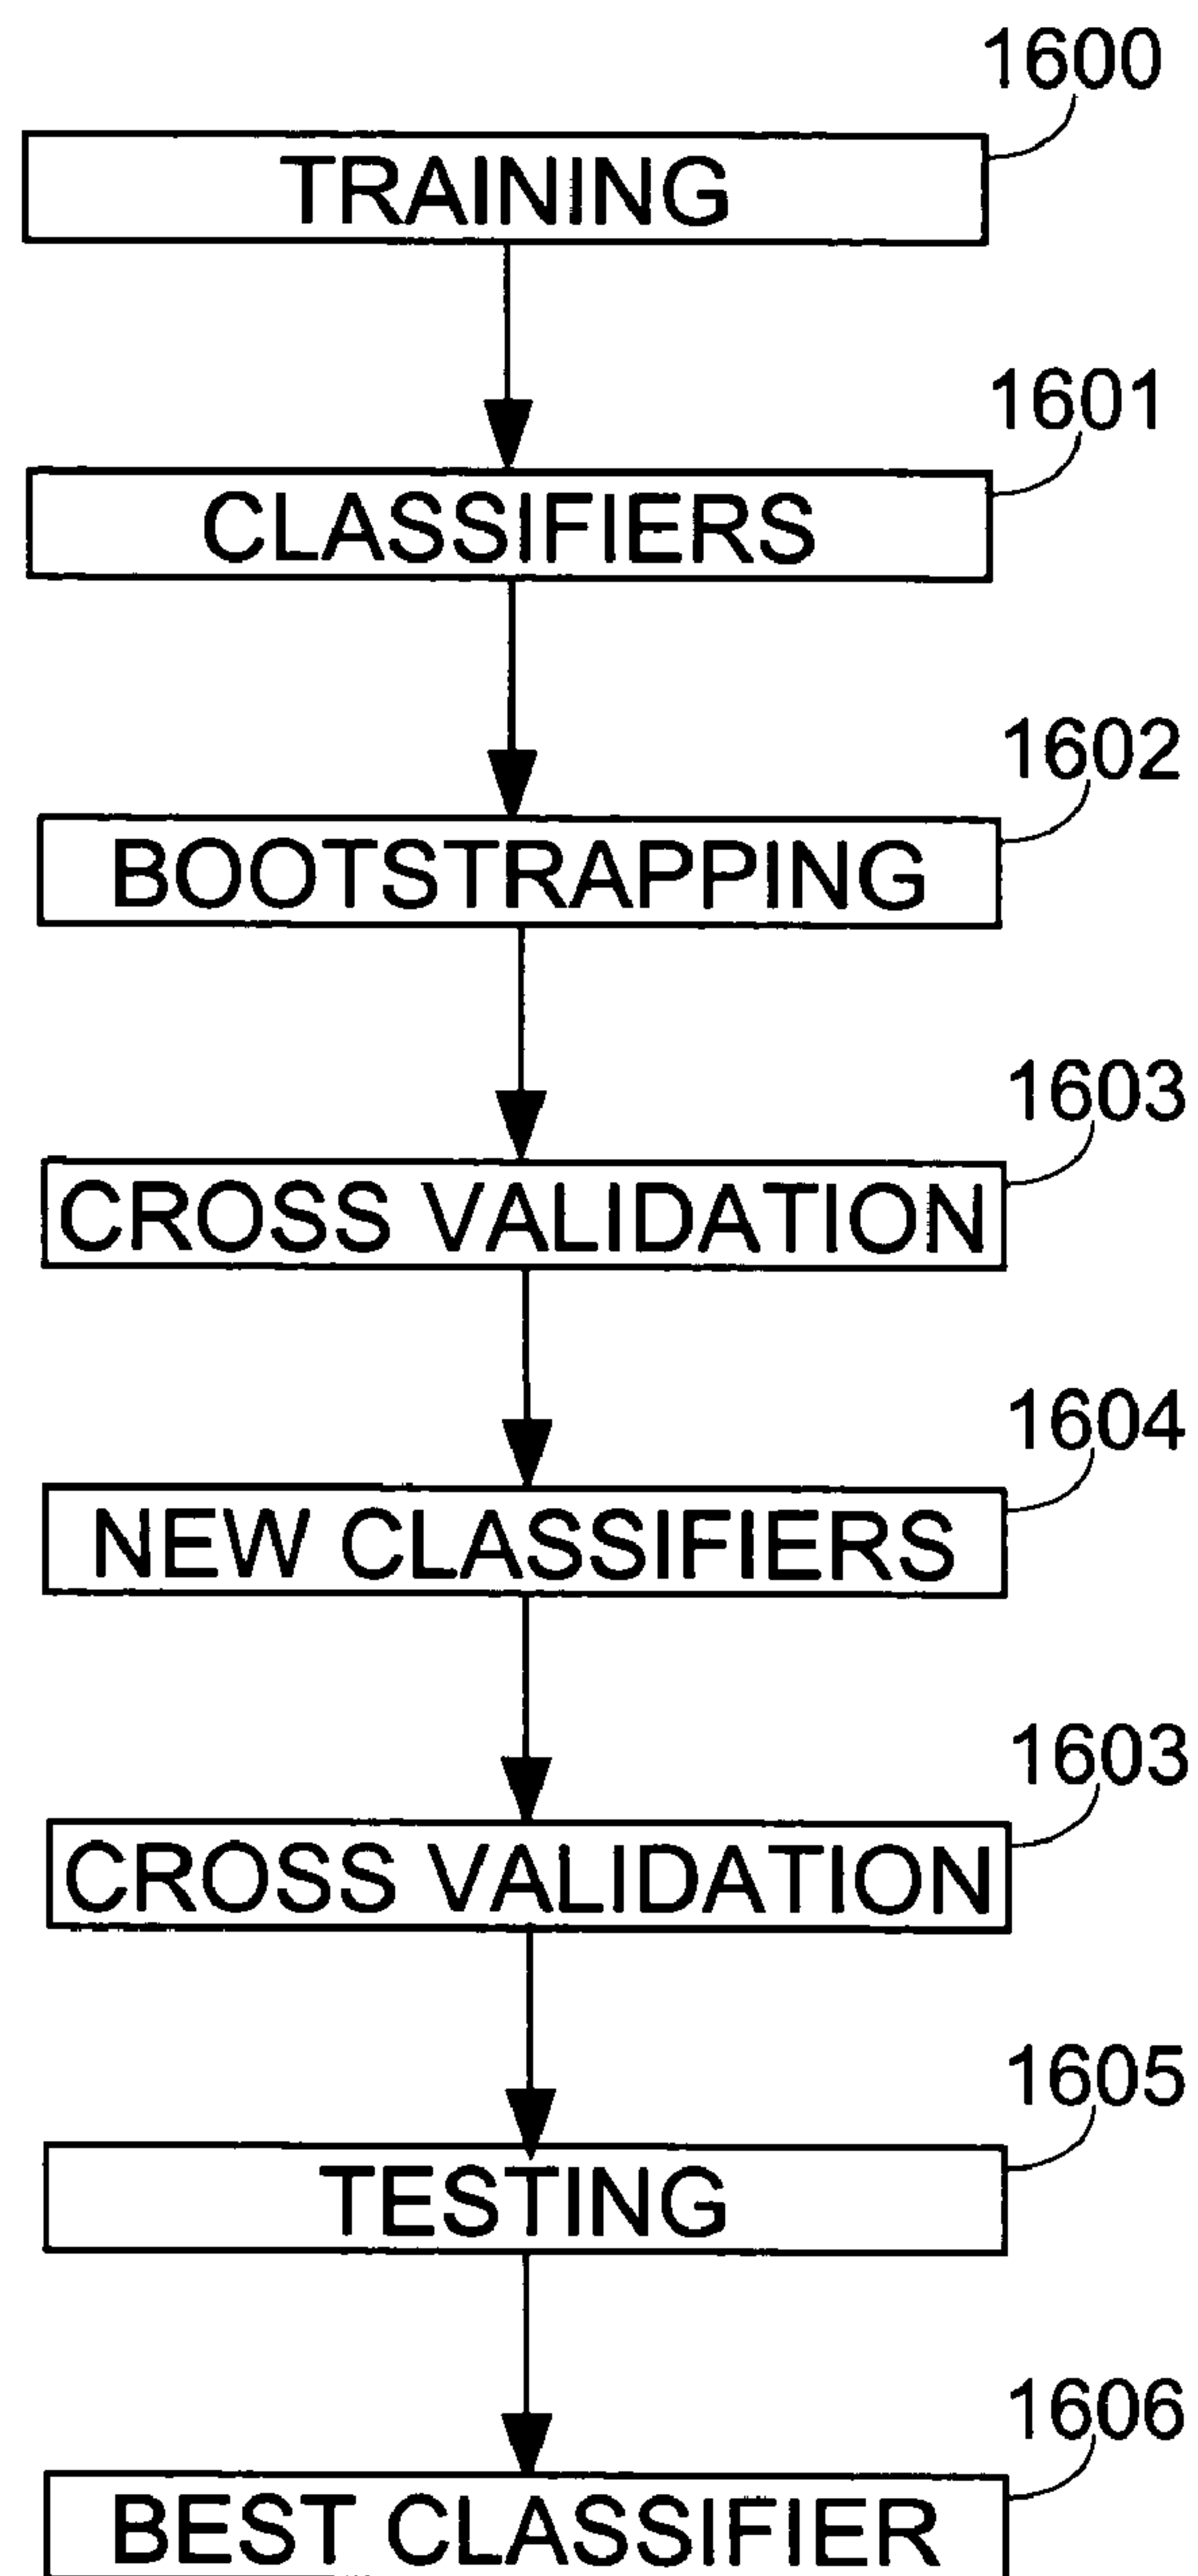 1600
TRAINING
1601
CLASSIFIERS
1602
BOOTSTRAPPING
1603
CROSS VALIDATION
1604
NEW CLASSIFIERS
1603
CROSS VALIDATION
1605
TESTING
1606
BEST CLASSIFIER